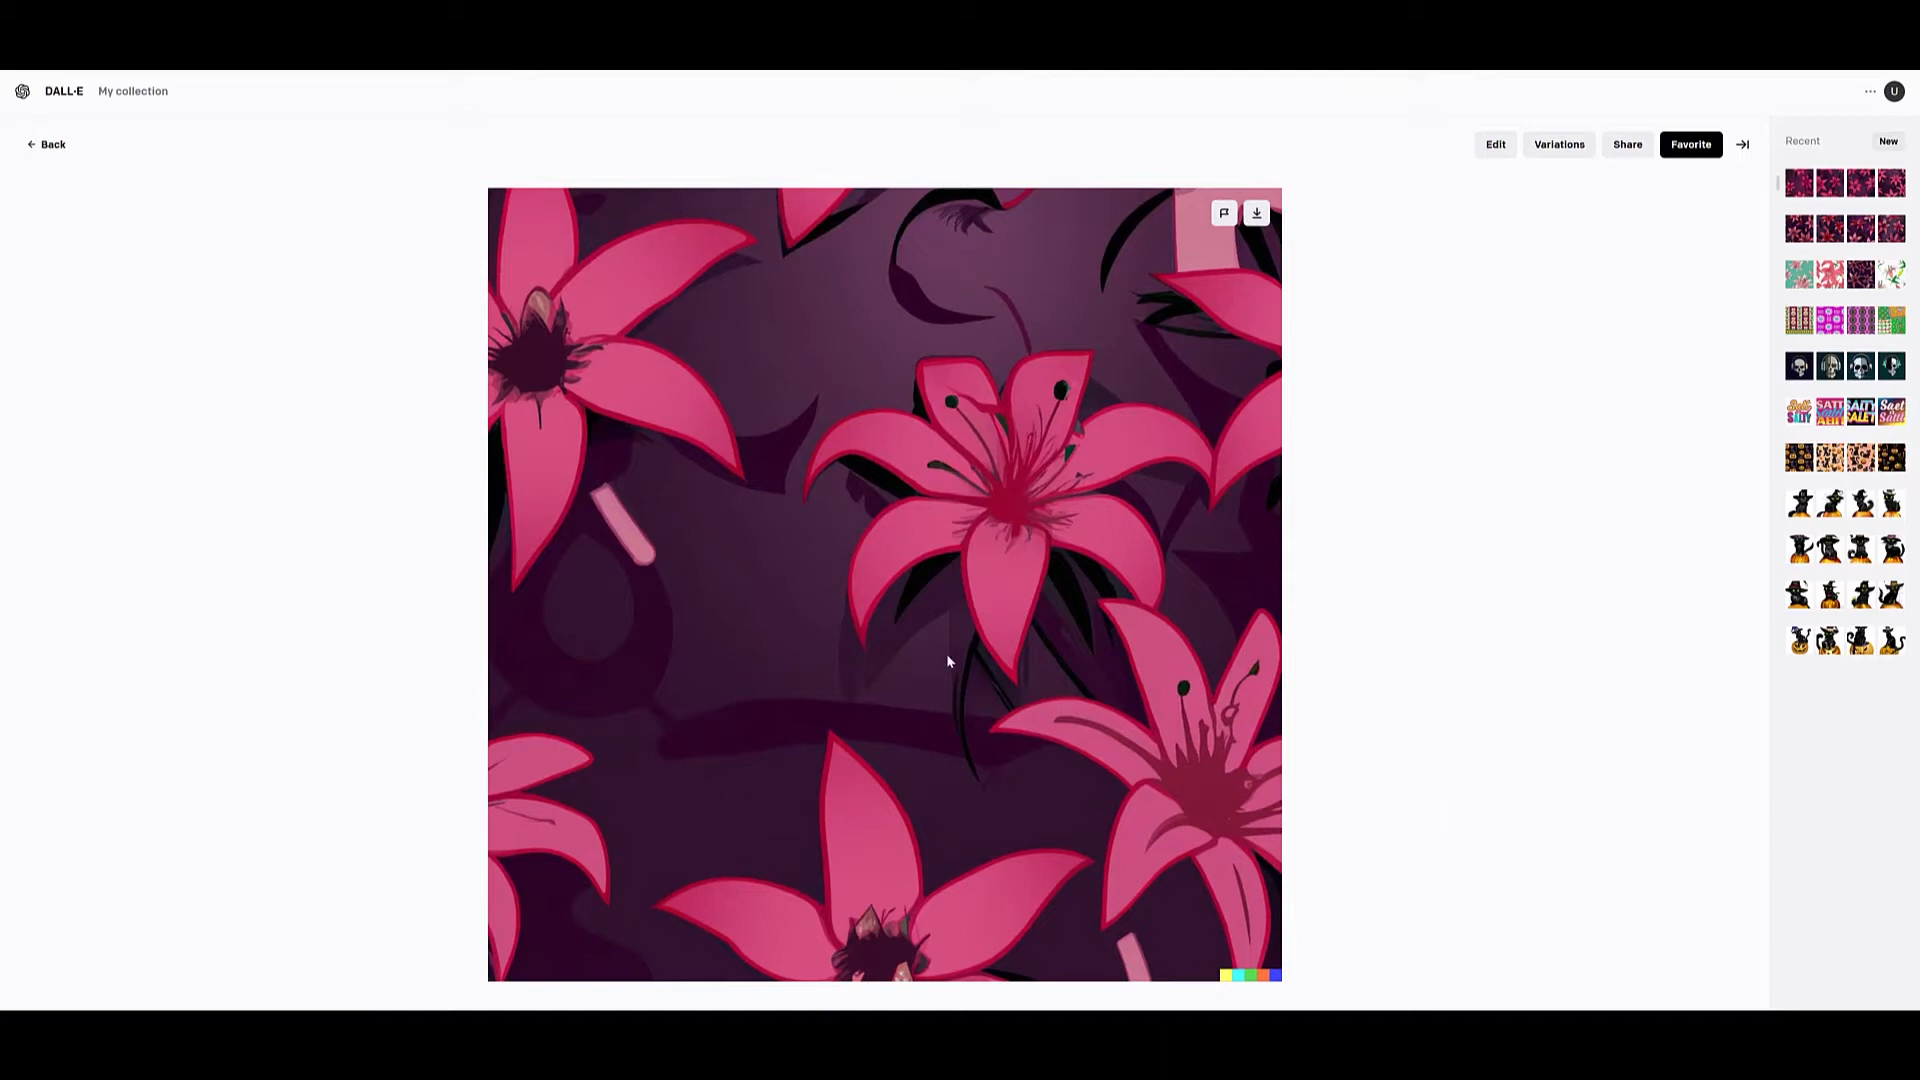 DALL·E My collection
U
Back
Edit Variations Share Favorite
Recent New